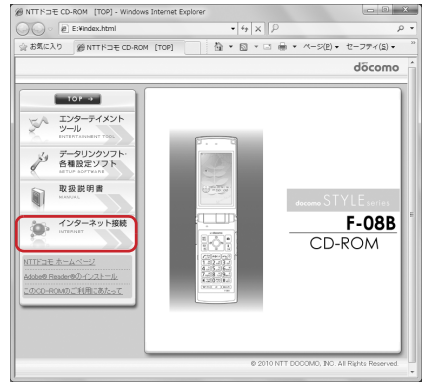 NTTドコモ CD-ROM [TOP] - Windows Internet Explorer
E:¥index.html
お気に入り NTTドコモ CD-ROM [TOP] ページ(P) セーフティ(S)
döcomo
TOP
エンターテイメント
ツール
ENTERTAINMENT TOOL
データリンクソフト・
各種設定ソフト
SETUP SOFTWARE
取扱説明書
MANUAL
インターネット接続
INTERNET
NTTドコモ ホームページ
Adobe® Reader®のインストール
このCD-ROMのご利用にあたって
docomo STYLE series
F-08B
CD-ROM
© 2010 NTT DOCOMO, INC. All Rights Reserved.